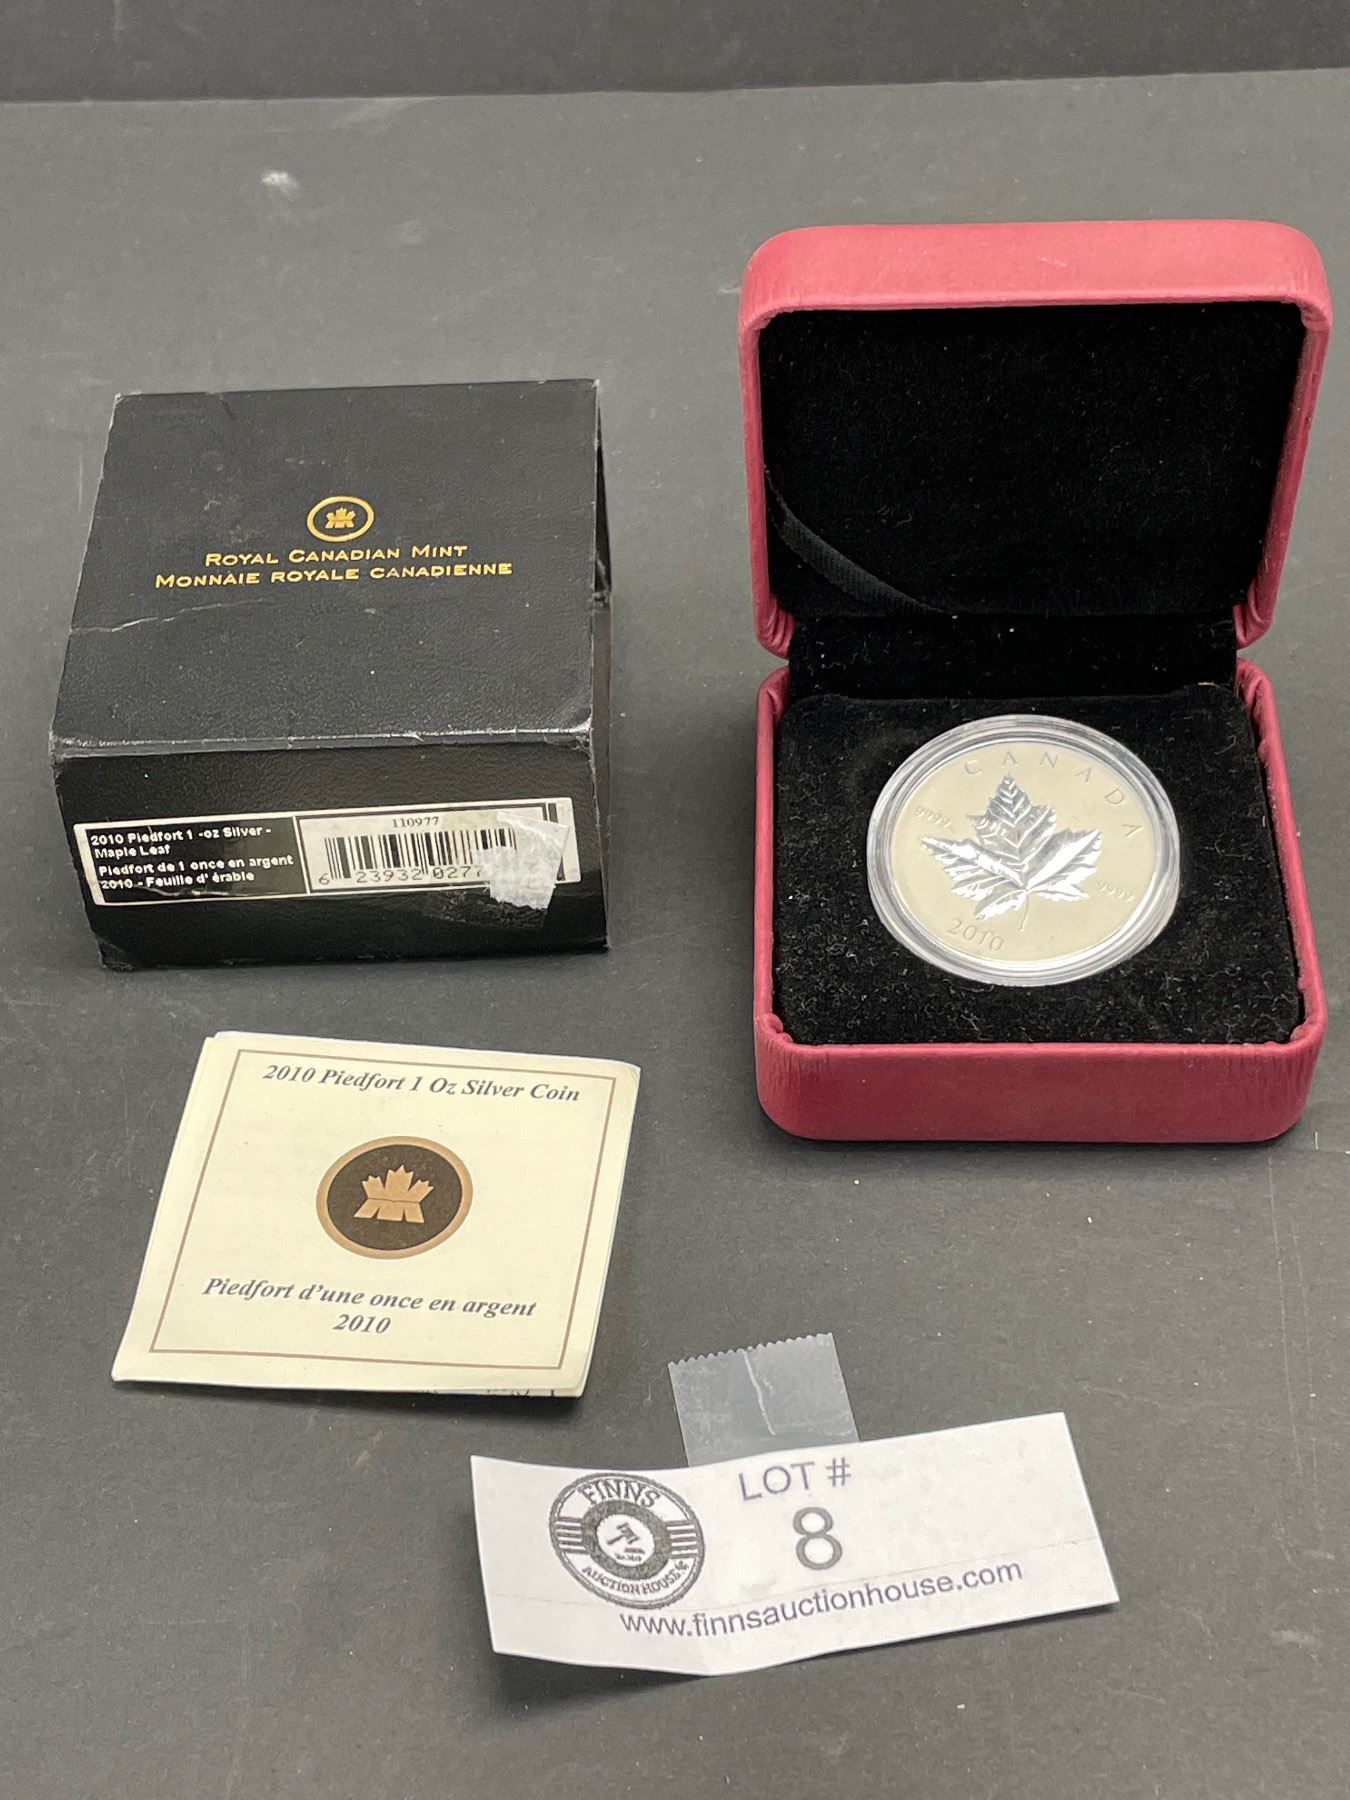 ROYAL CANADIAN MINT
MONNAIE ROYALE CANADIENNE
2010 Piedfort 1 -oz Silver -
Maple Leaf
Piedfort de 1 once en argent
2010 - Feuille d' érable
110977
6 23932 0277
CANADA
9999
9999
2010
2010 Piedfort 1 Oz Silver Coin
Piedfort d'une once en argent
2010
FINNS
AUCTION HOUSE
LOT #
8
www.finnsauctionhouse.com